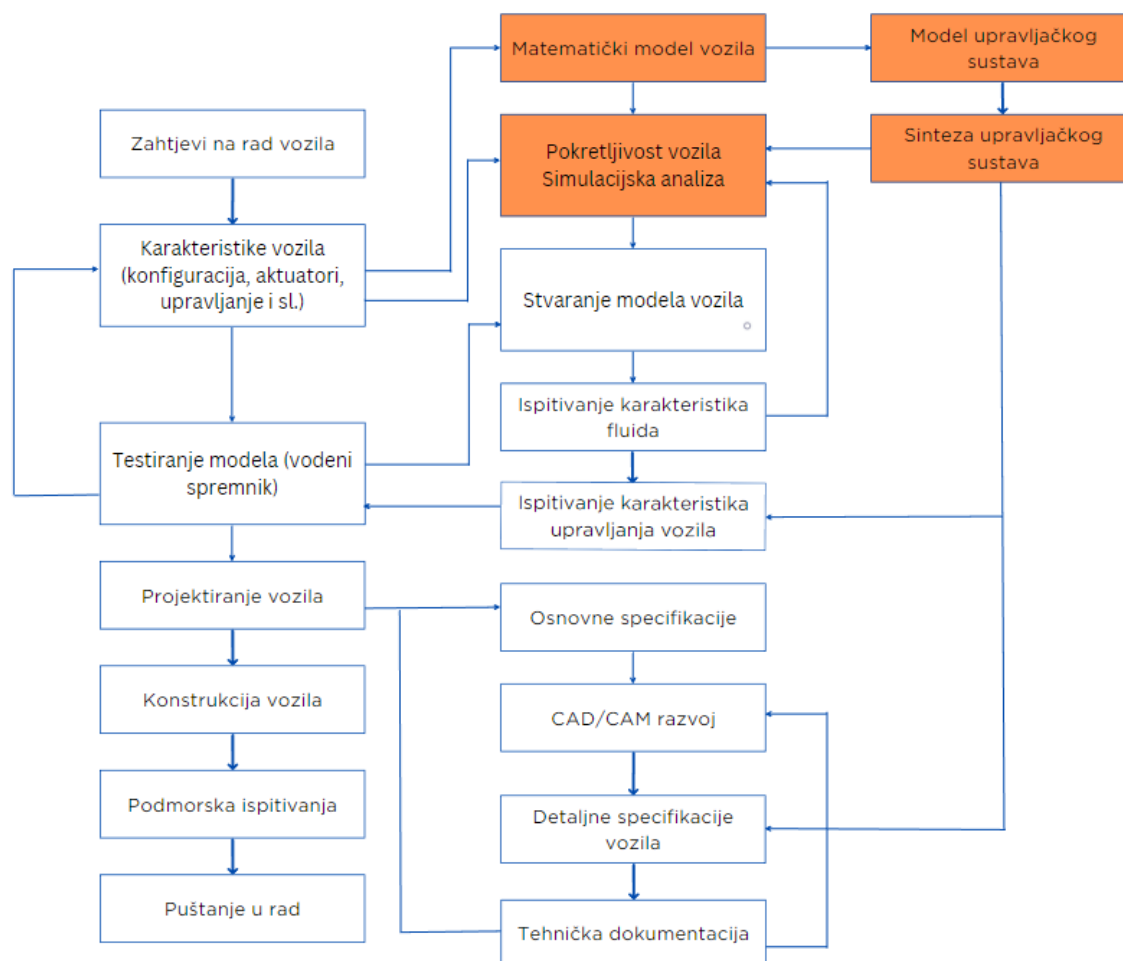 Matematički model vozila
Model upravljačkog
sustava
Zahtjevi na rad vozila
Pokretljivost vozila
Simulacijska analiza
Sinteza upravljačkog
sustava
Karakteristike vozila
(konfiguracija, aktuatori,
upravljanje i sl.)
Stvaranje modela vozila
Ispitivanje karakteristika
fluida
Testiranje modela (vodeni
spremnik)
Ispitivanje karakteristika
upravljanja vozila
Projektiranje vozila
Osnovne specifikacije
Konstrukcija vozila
CAD/CAM razvoj
Podmorska ispitivanja
Detaljne specifikacije
vozila
Puštanje u rad
Tehnička dokumentacija